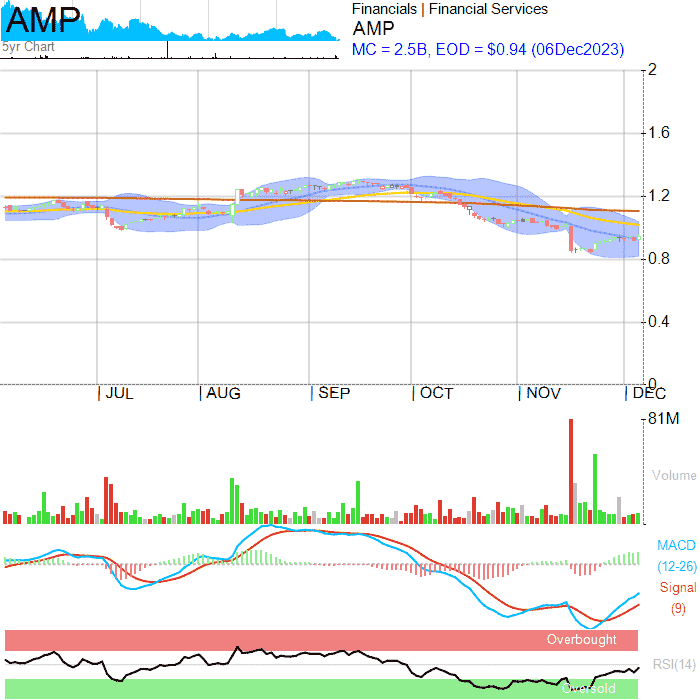 AMP
5yr Chart
Financials | Financial Services
AMP
MC = 2.5B, EOD = $0.94 (06Dec2023)
2
1.6
1.2
0.8
0.4
0
JUL AUG SEP OCT NOV DEC
81M
Volume
MACD
(12-26)
Signal
(9)
Overbought
RSI(14)
Oversold